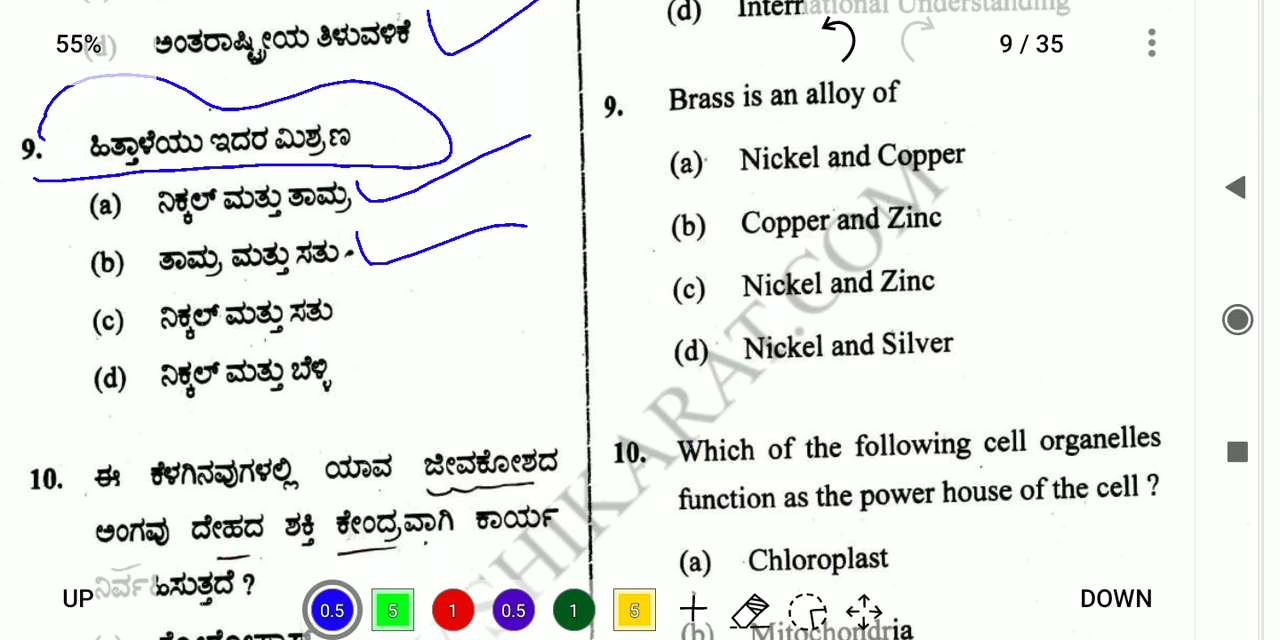 (d) ಅಂತರಾಷ್ಟ್ರೀಯ ತಿಳುವಳಿಕೆ
9. ಹಿತ್ತಾಳೆಯು ಇದರ ಮಿಶ್ರಣ
(a) ನಿಕ್ಕಲ್ ಮತ್ತು ತಾಮ್ರ
(b) ತಾಮ್ರ ಮತ್ತು ಸತು
(c) ನಿಕ್ಕಲ್ ಮತ್ತು ಸತು
(d) ನಿಕ್ಕಲ್ ಮತ್ತು ಬೆಳ್ಳಿ
10. ಈ ಕೆಳಗಿನವುಗಳಲ್ಲಿ ಯಾವ ಜೀವಕೋಶದ
ಅಂಗವು ದೇಹದ ಶಕ್ತಿ ಕೇಂದ್ರವಾಗಿ ಕಾರ್ಯ
ನಿರ್ವಹಿಸುತ್ತದೆ ?
(d) International Understanding
9. Brass is an alloy of
(a) Nickel and Copper
(b) Copper and Zinc
(c) Nickel and Zinc
(d) Nickel and Silver
10. Which of the following cell organelles
function as the power house of the cell ?
(a) Chloroplast
(b) Mitochondria
55%
9 / 35
UP
0.5 5 1 0.5 1 5
DOWN